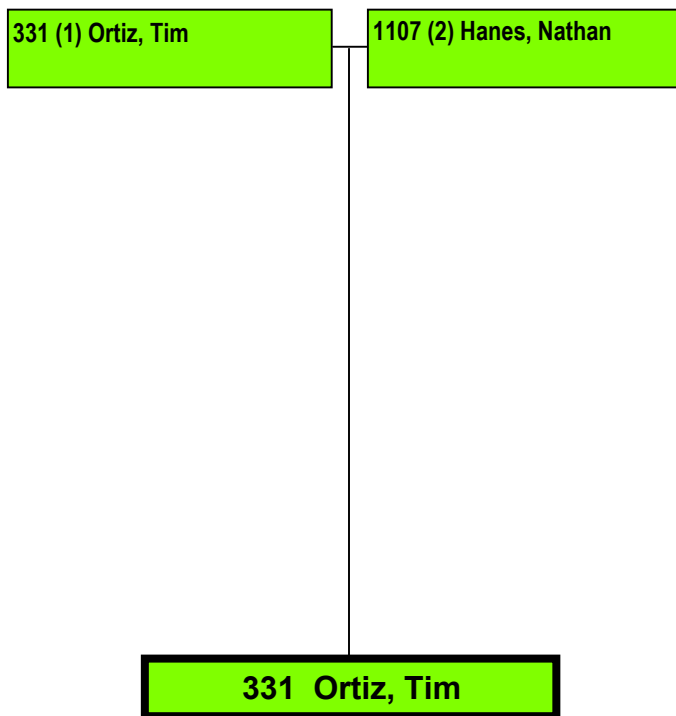 331 (1) Ortiz, Tim
1107 (2) Hanes, Nathan
331 Ortiz, Tim